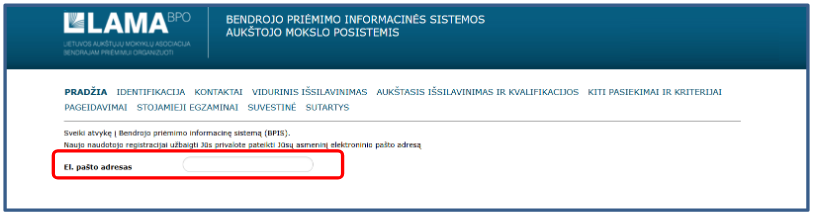 LAMA BPO
LIETUVOS AUKŠTŲJŲ MOKYKLŲ ASOCIACIJA
BENDRAJAM PRIĖMIMUI ORGANIZUOTI
BENDROJO PRIĖMIMO INFORMACINĖS SISTEMOS
AUKŠTOJO MOKSLO POSISTEMIS
PRADŽIA IDENTIFIKACIJA KONTAKTAI VIDURINIS IŠSILAVINIMAS AUKŠTASIS IŠSILAVINIMAS IR KVALIFIKACIJOS KITI PASIEKIMAI IR KRITERIJAI
PAGEIDAVIMAI STOJAMIEJI EGZAMINAI SUVESTINĖ SUTARTYS
Sveiki atvykę į Bendrojo priėmimo informacinę sistemą (BPIS).
Naujo naudotojo registracijai užbaigti Jūs privalote pateikti Jūsų asmeninį elektroninio pašto adresą
El. pašto adresas